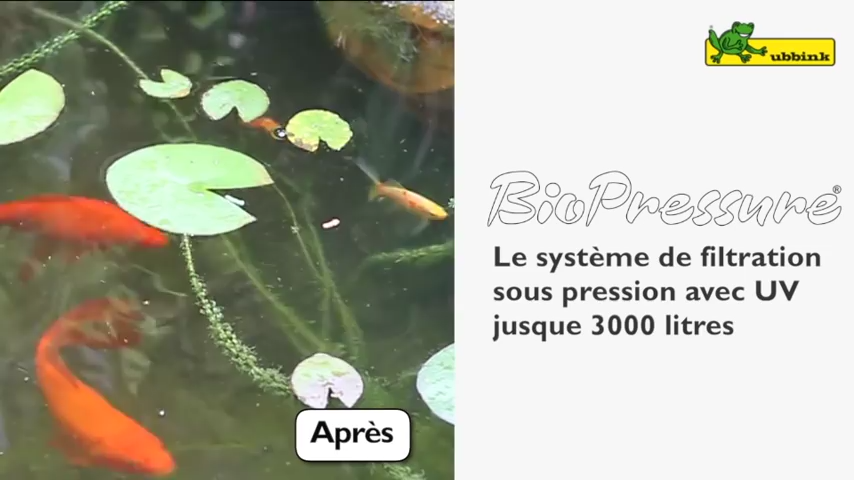 ubbink
BioPressure®
Le système de filtration
sous pression avec UV
jusque 3000 litres
Après